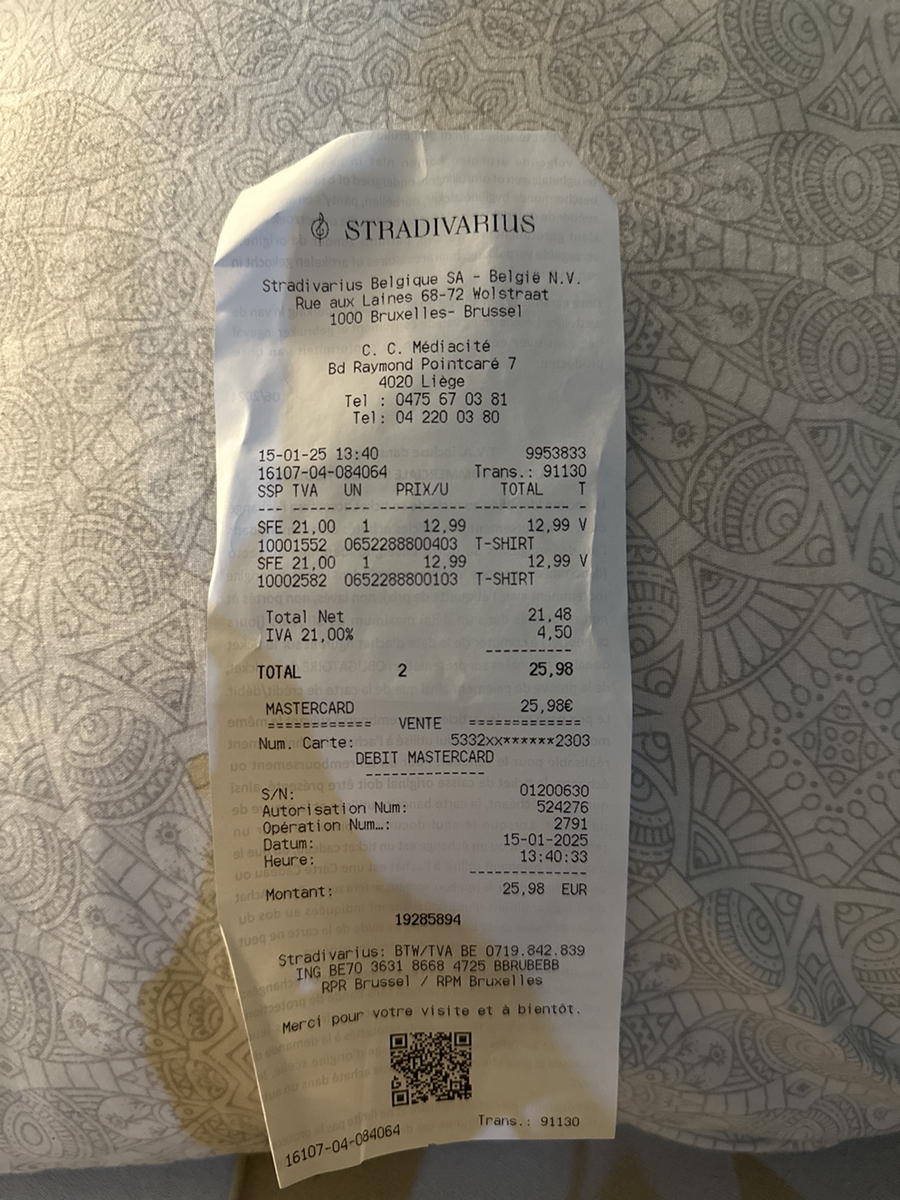 STRADIVARIUS
Stradivarius Belgique SA - België N.V.
Rue aux Laines 68-72 Wolstraat
1000 Bruxelles- Brussel
C. C. Médiacité
Bd Raymond Pointcaré 7
4020 Liège
Tel : 0475 67 03 81
Tel: 04 220 03 80
15-01-25 13:40 9953833
16107-04-084064 Trans.: 91130
SSP TVA UN PRIX/U TOTAL T
--- ----- --- ---------- ---------- -
SFE 21,00 1 12,99 12,99 V
10001552 0652288800403 T-SHIRT
SFE 21,00 1 12,99 12,99 V
10002582 0652288800103 T-SHIRT
Total Net 21,48
IVA 21,00% 4,50
----------
TOTAL 2 25,98
MASTERCARD 25,98€
============ VENTE =============
Num. Carte: 5332xx******2303
DEBIT MASTERCARD
--------------
S/N: 01200630
Autorisation Num: 524276
Opération Num…: 2791
Datum: 15-01-2025
Heure: 13:40:33
--------------
Montant: 25,98 EUR
19285894
Stradivarius: BTW/TVA BE 0719.842.839
ING BE70 3631 8668 4725 BBRUBEBB
RPR Brussel / RPM Bruxelles
Merci pour votre visite et à bientôt.
16107-04-084064 Trans.: 91130